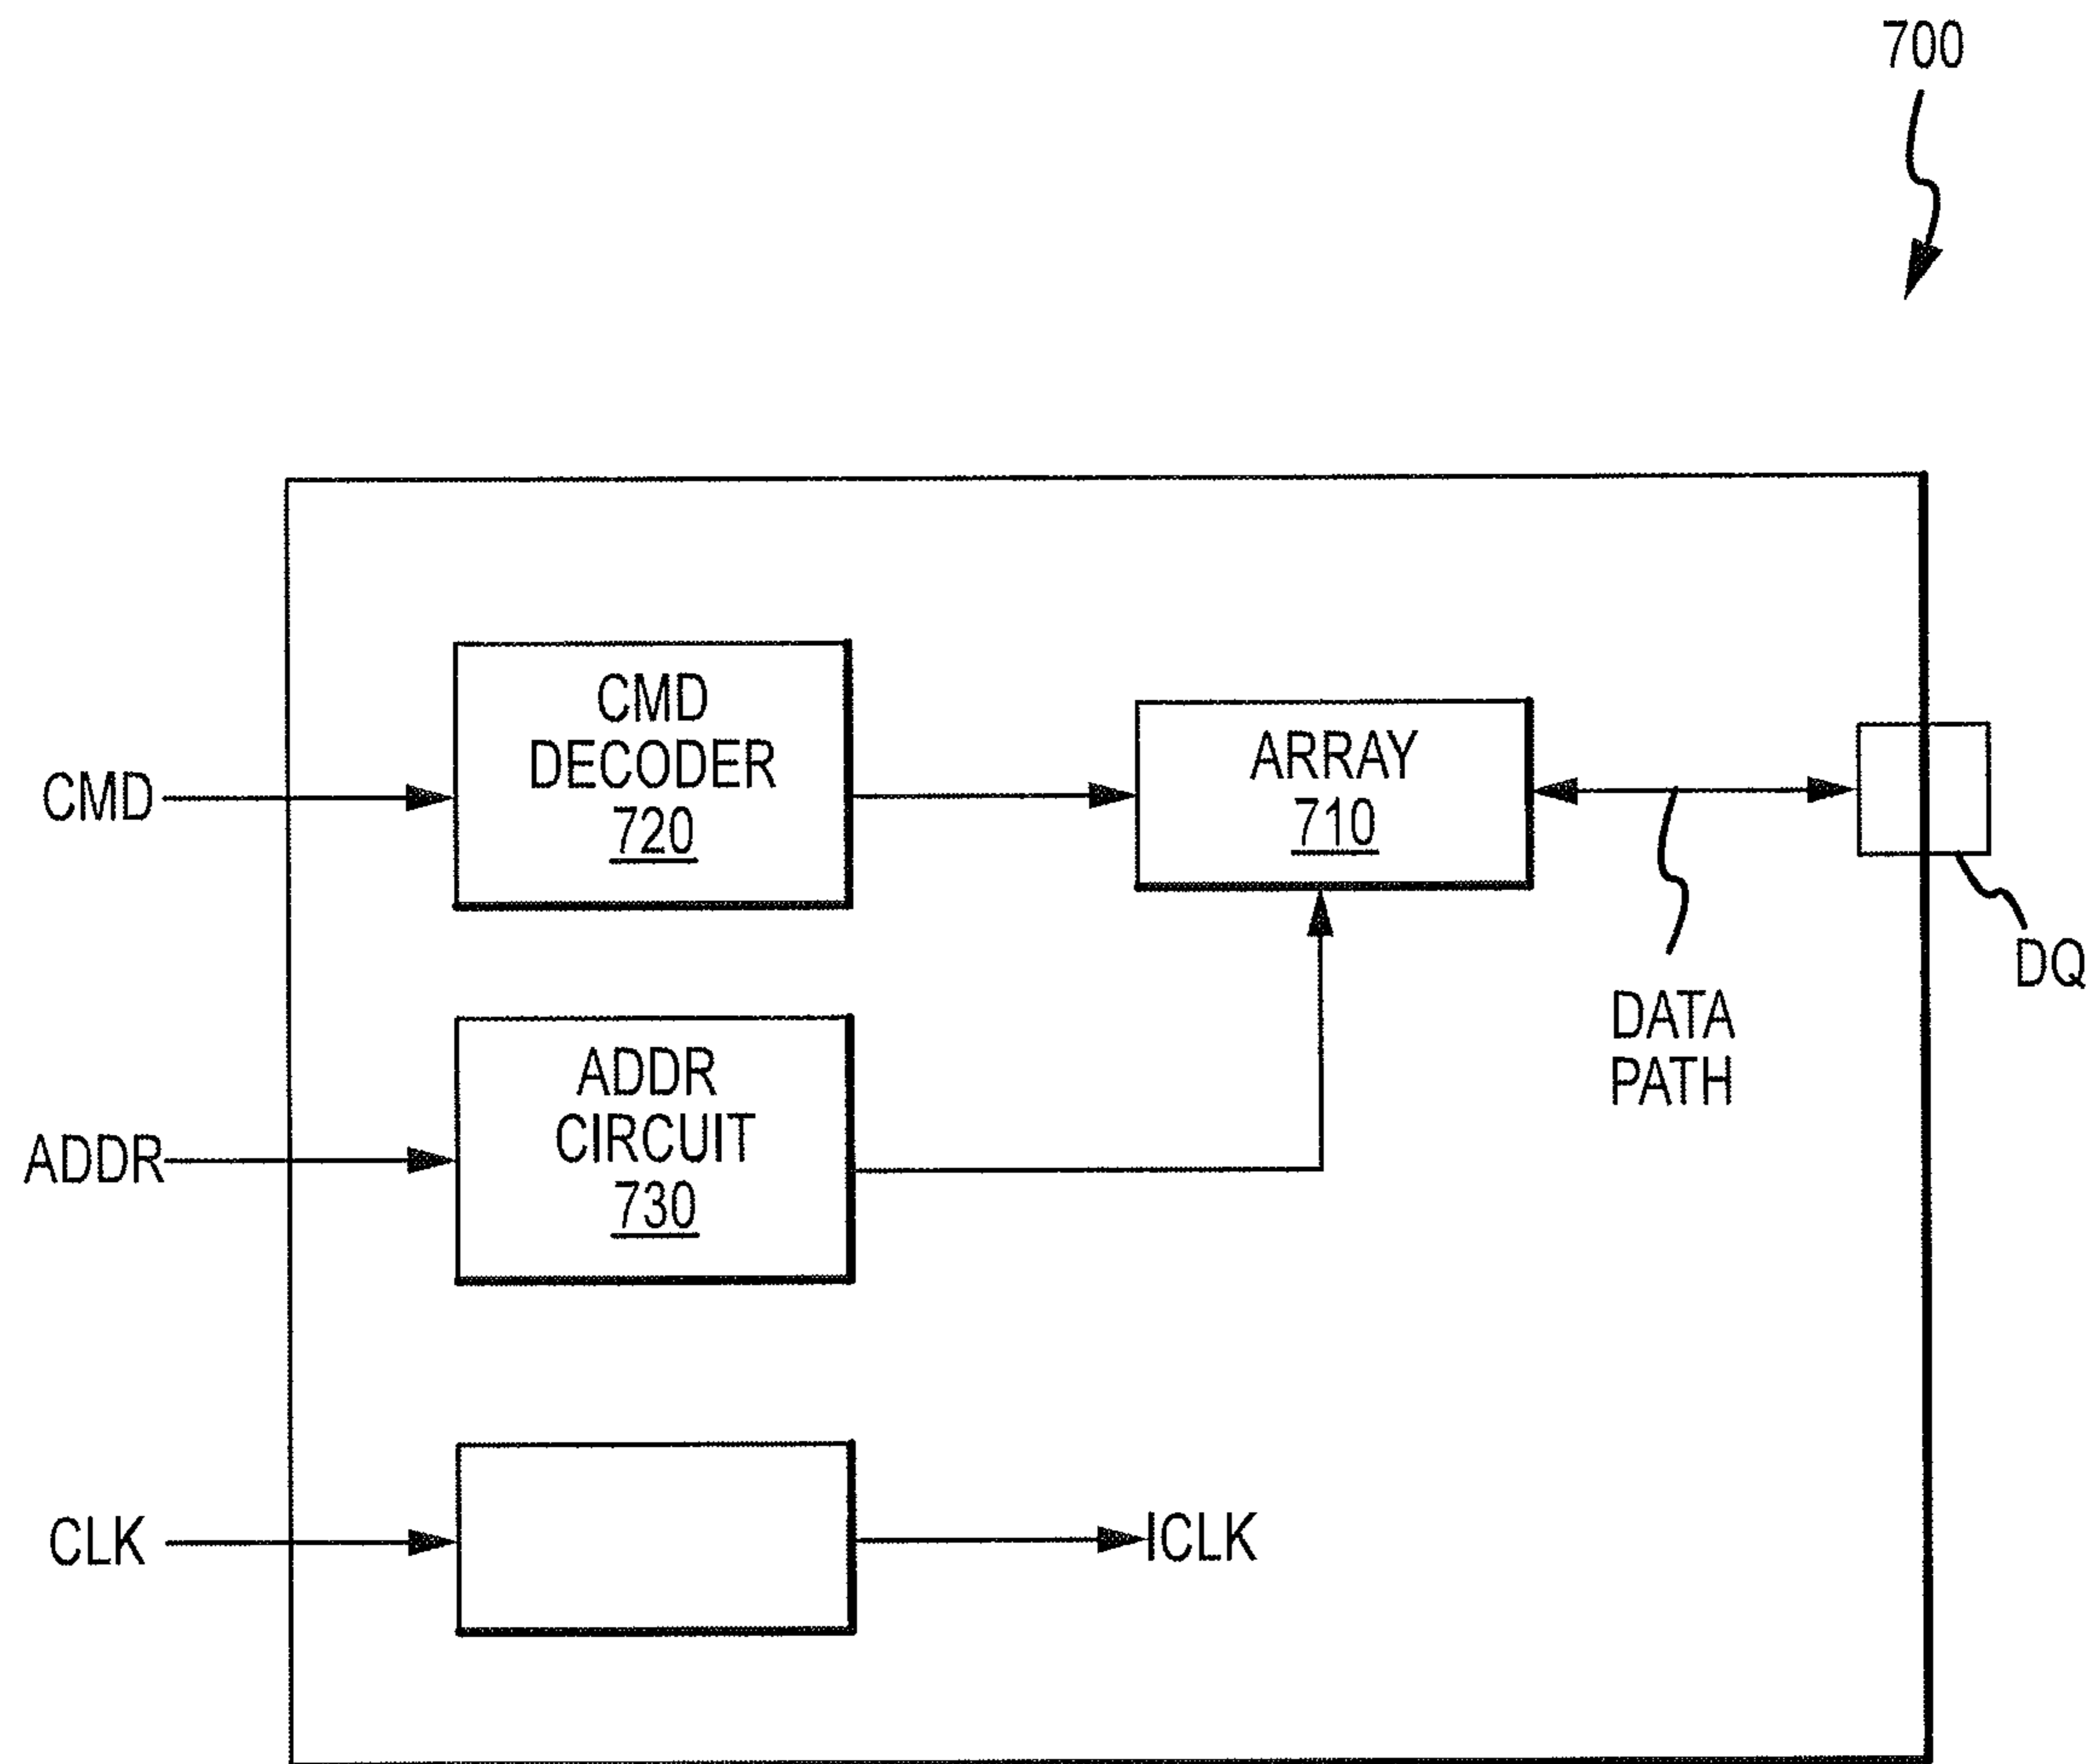 700
CMD
DECODER
720
ARRAY
710
CMD
DQ
DATA
PATH
ADDR
CIRCUIT
730
ADDR
CLK
ICLK